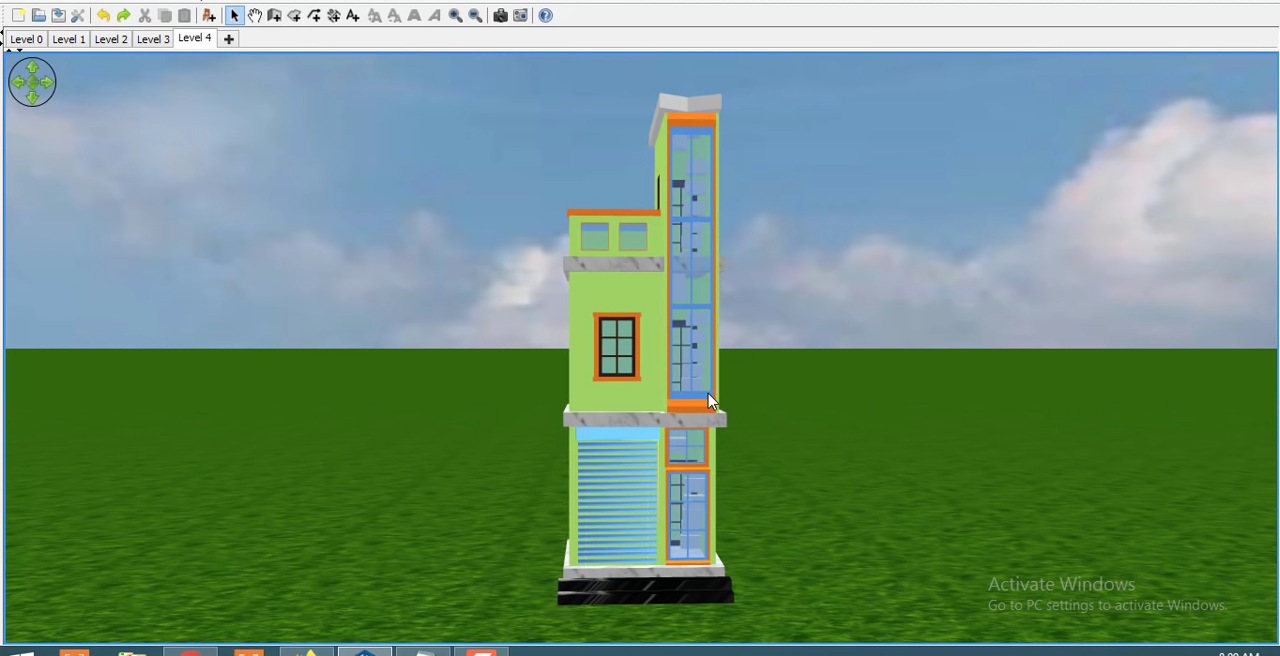 Level 0 Level 1 Level 2 Level 3 Level 4
Activate Windows
Go to PC settings to activate Windows.